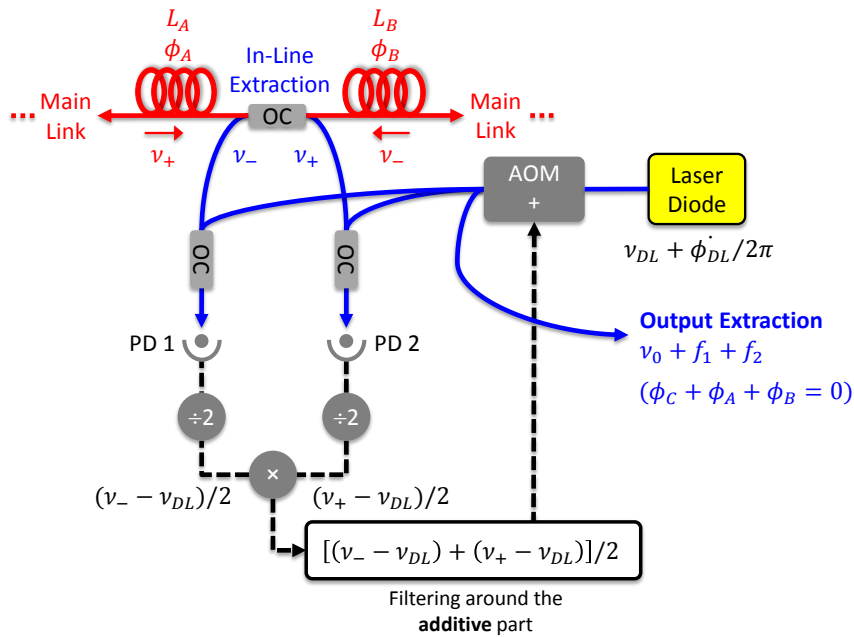 L_A
ϕ_A
L_B
ϕ_B
In-Line
Extraction
Main
Link
OC
Main
Link
ν_+
ν_−
ν_+
ν_−
AOM
+
Laser
Diode
ν_DL + ϕ̇_DL/2π
OC
OC
Output Extraction
ν_0 + f_1 + f_2
(ϕ_C + ϕ_A + ϕ_B = 0)
PD 1
PD 2
÷2
÷2
×
(ν_− − ν_DL)/2
(ν_+ − ν_DL)/2
[(ν_− − ν_DL) + (ν_+ − ν_DL)]/2
Filtering around the
additive part